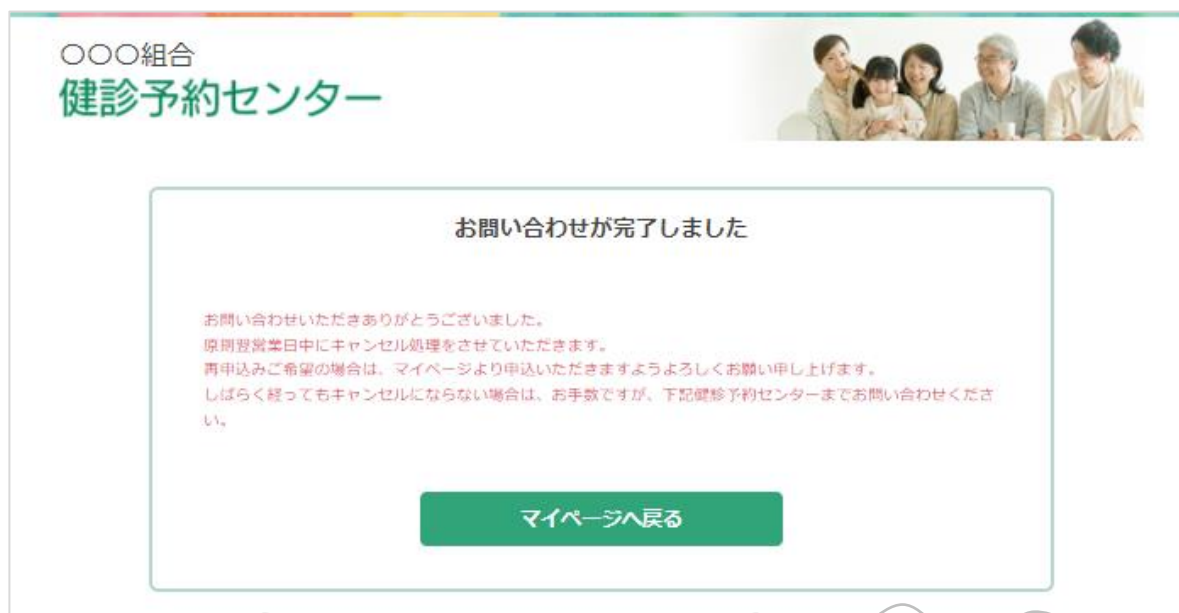 〇〇〇組合
健診予約センター
お問い合わせが完了しました
お問い合わせいただきありがとうございました。
原則翌営業日中にキャンセル処理をさせていただきます。
再申込みご希望の場合は、マイページより申込いただきますようよろしくお願い申し上げます。
しばらく経ってもキャンセルにならない場合は、お手数ですが、下記健診予約センターまでお問い合わせくださ
い。
マイページへ戻る